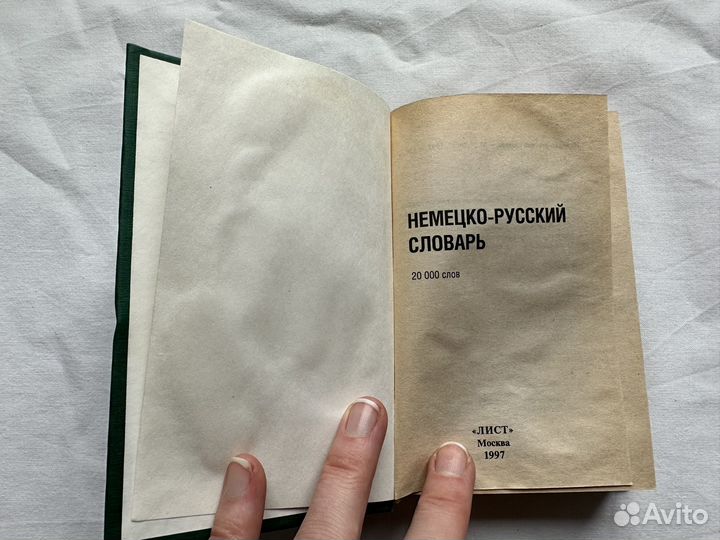 НЕМЕЦКО-РУССКИЙ
СЛОВАРЬ
20 000 слов
«ЛИСТ»
Москва
1997
Avito